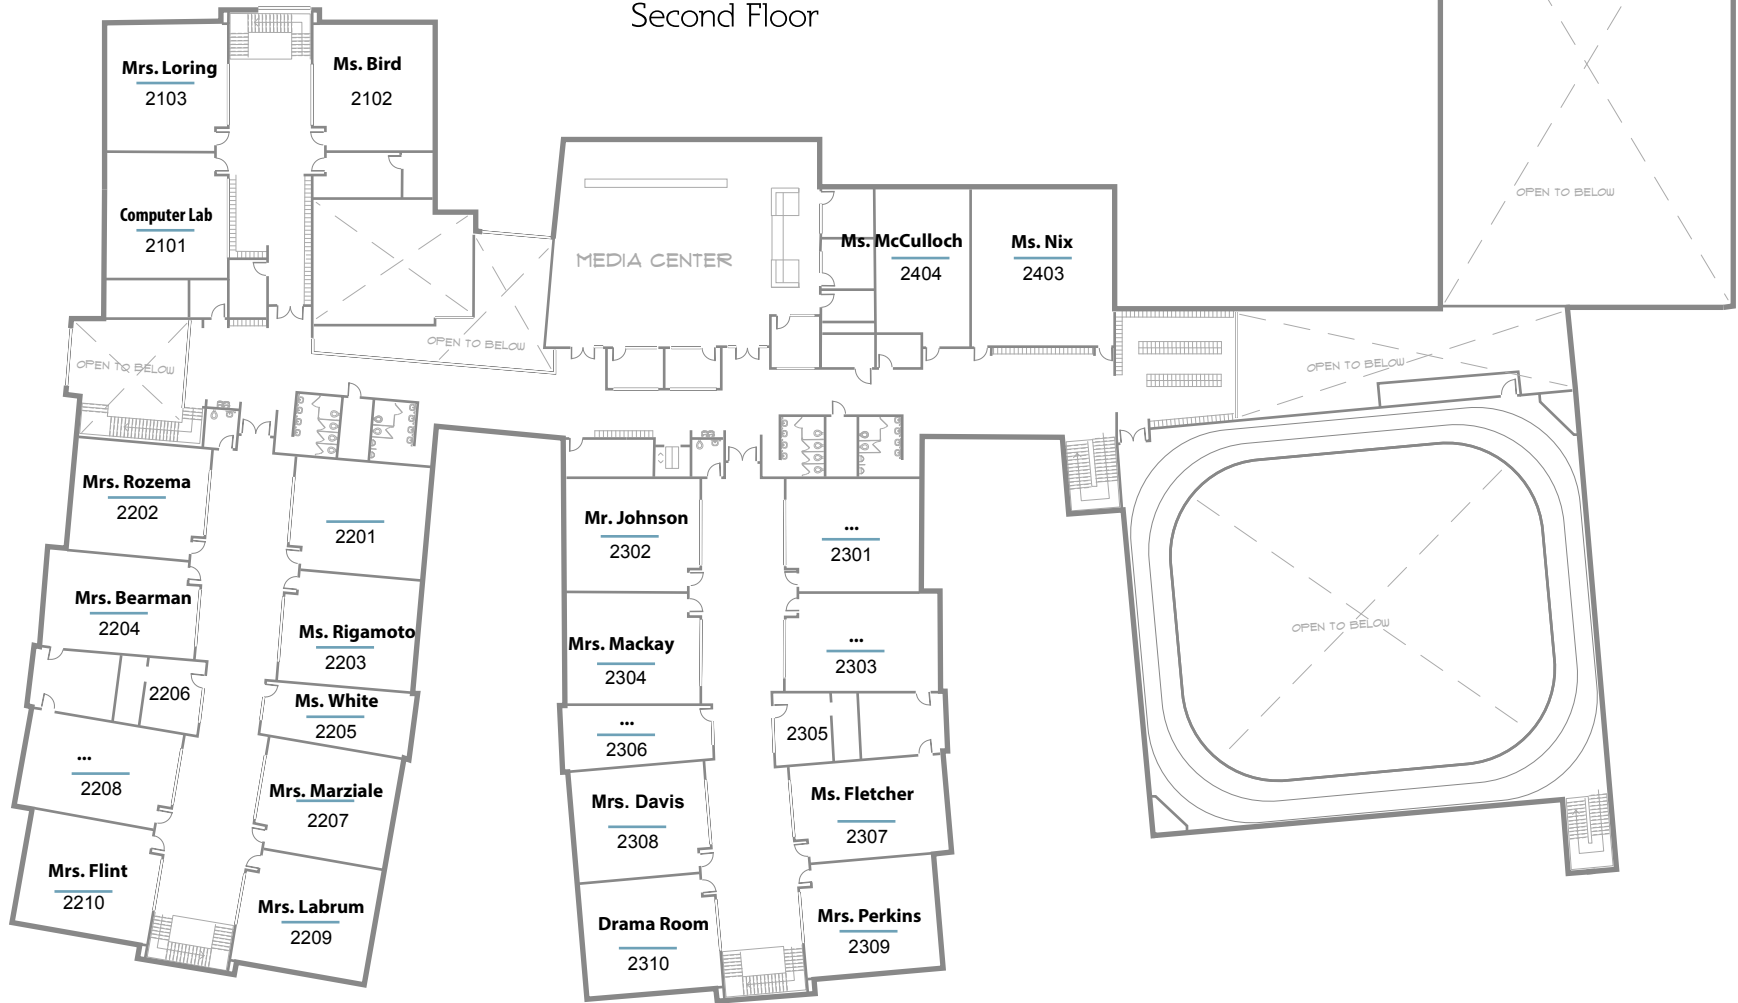 Second Floor
Mrs. Loring
2103
Ms. Bird
2102
Computer Lab
2101
OPEN TO BELOW
OPEN TO BELOW
MEDIA CENTER
Ms. McCulloch
2404
Ms. Nix
2403
OPEN TO BELOW
OPEN TO BELOW
Mrs. Rozema
2202
2201
Mrs. Bearman
2204
Ms. Rigamoto
2203
2206
Ms. White
2205
...
2208
Mrs. Marziale
2207
Mrs. Flint
2210
Mrs. Labrum
2209
Mr. Johnson
2302
...
2301
Mrs. Mackay
2304
...
2303
...
2306
2305
Mrs. Davis
2308
Ms. Fletcher
2307
Drama Room
2310
Mrs. Perkins
2309
OPEN TO BELOW